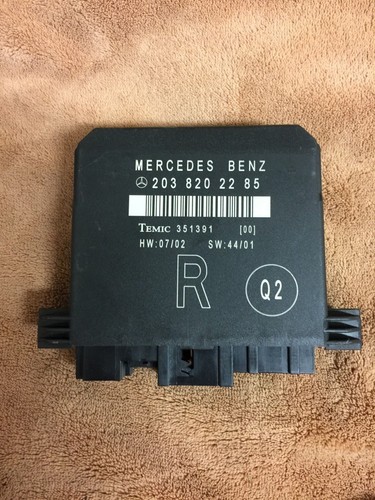 MERCEDES BENZ
203 820 22 85
TEMIC 351391 [00]
HW:07/02 SW:44/01
R
Q2